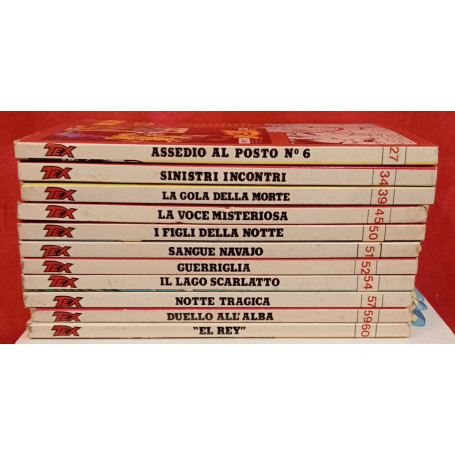 TEX ASSEDIO AL POSTO Nº 6 27
TEX SINISTRI INCONTRI 34
TEX LA GOLA DELLA MORTE 39
TEX LA VOCE MISTERIOSA 45
TEX I FIGLI DELLA NOTTE 50
TEX SANGUE NAVAJO 51
TEX GUERRIGLIA 52
TEX IL LAGO SCARLATTO 54
TEX NOTTE TRAGICA 57
TEX DUELLO ALL'ALBA 59
TEX "EL REY" 60